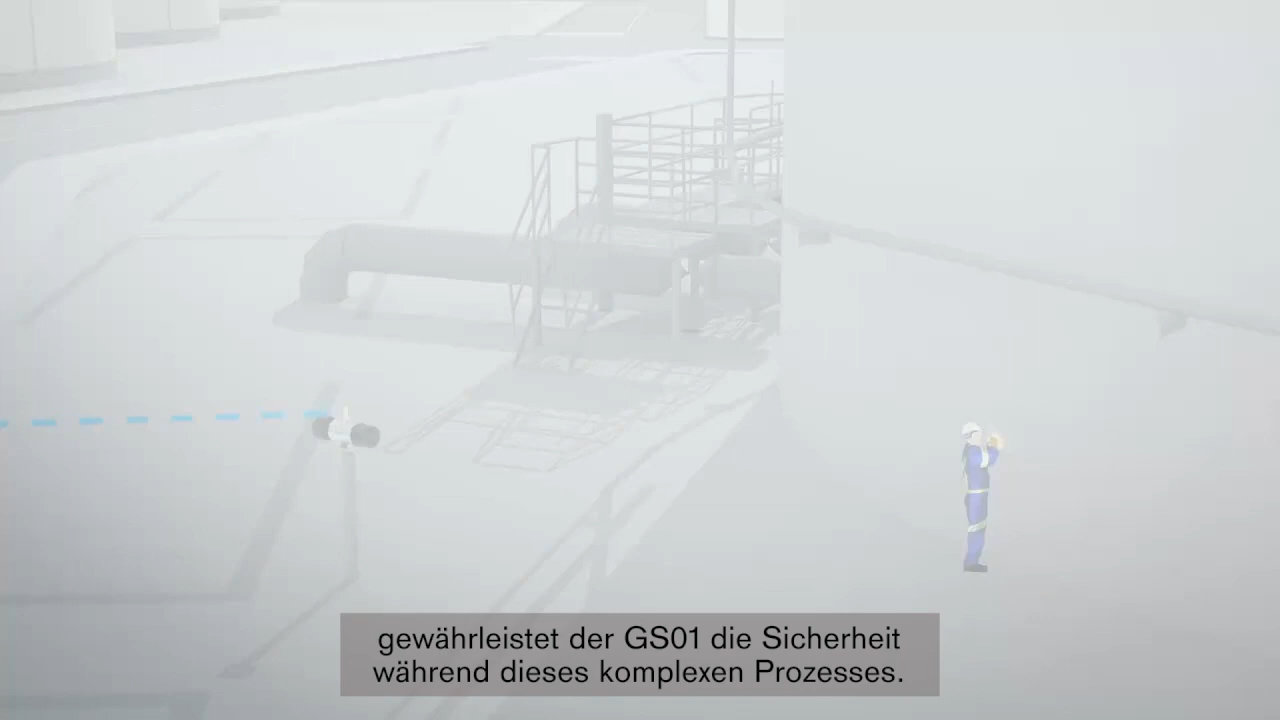 gewährleistet der GS01 die Sicherheit
während dieses komplexen Prozesses.